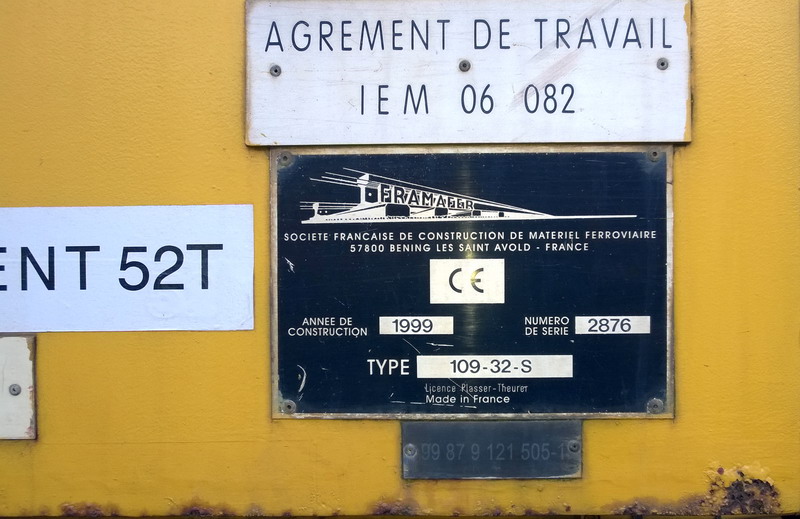 AGREMENT DE TRAVAIL
IEM 06 082
ENT 52T
FRAMAFER
SOCIETE FRANCAISE DE CONSTRUCTION DE MATERIEL FERROVIAIRE
57800 BENING LES SAINT AVOLD - FRANCE
CE
ANNEE DE CONSTRUCTION 1999
NUMERO DE SERIE 2876
TYPE 109-32-S
Licence Plasser-Theurer
Made in France
99 87 9 121 505-